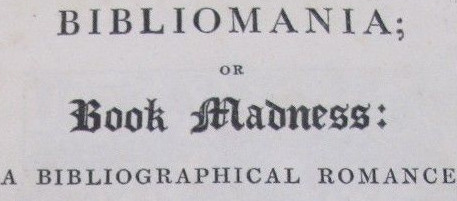 BIBLIOMANIA;
OR
Book Madness:
A BIBLIOGRAPHICAL ROMANCE